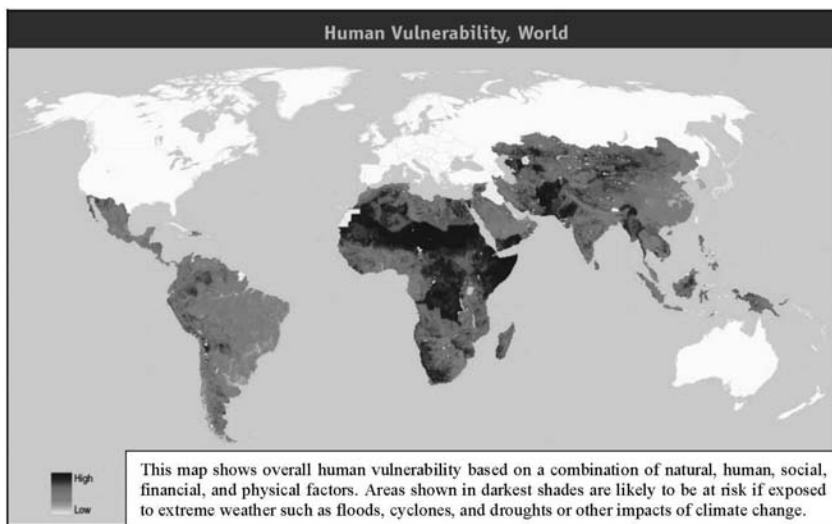 Human Vulnerability, World
High
Low
This map shows overall human vulnerability based on a combination of natural, human, social,
financial, and physical factors. Areas shown in darkest shades are likely to be at risk if exposed
to extreme weather such as floods, cyclones, and droughts or other impacts of climate change.